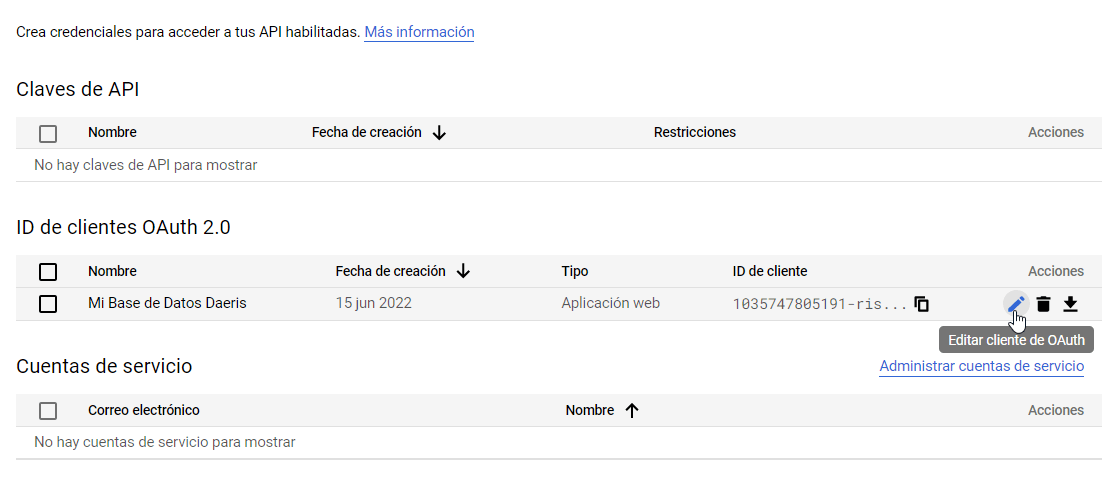 Crea credenciales para acceder a tus API habilitadas. Más información
Claves de API
Nombre Fecha de creación Restricciones Acciones
No hay claves de API para mostrar
ID de clientes OAuth 2.0
Nombre Fecha de creación Tipo ID de cliente Acciones
Mi Base de Datos Daeris 15 jun 2022 Aplicación web 1035747805191-ris...
Editar cliente de OAuth
Cuentas de servicio Administrar cuentas de servicio
Correo electrónico Nombre Acciones
No hay cuentas de servicio para mostrar